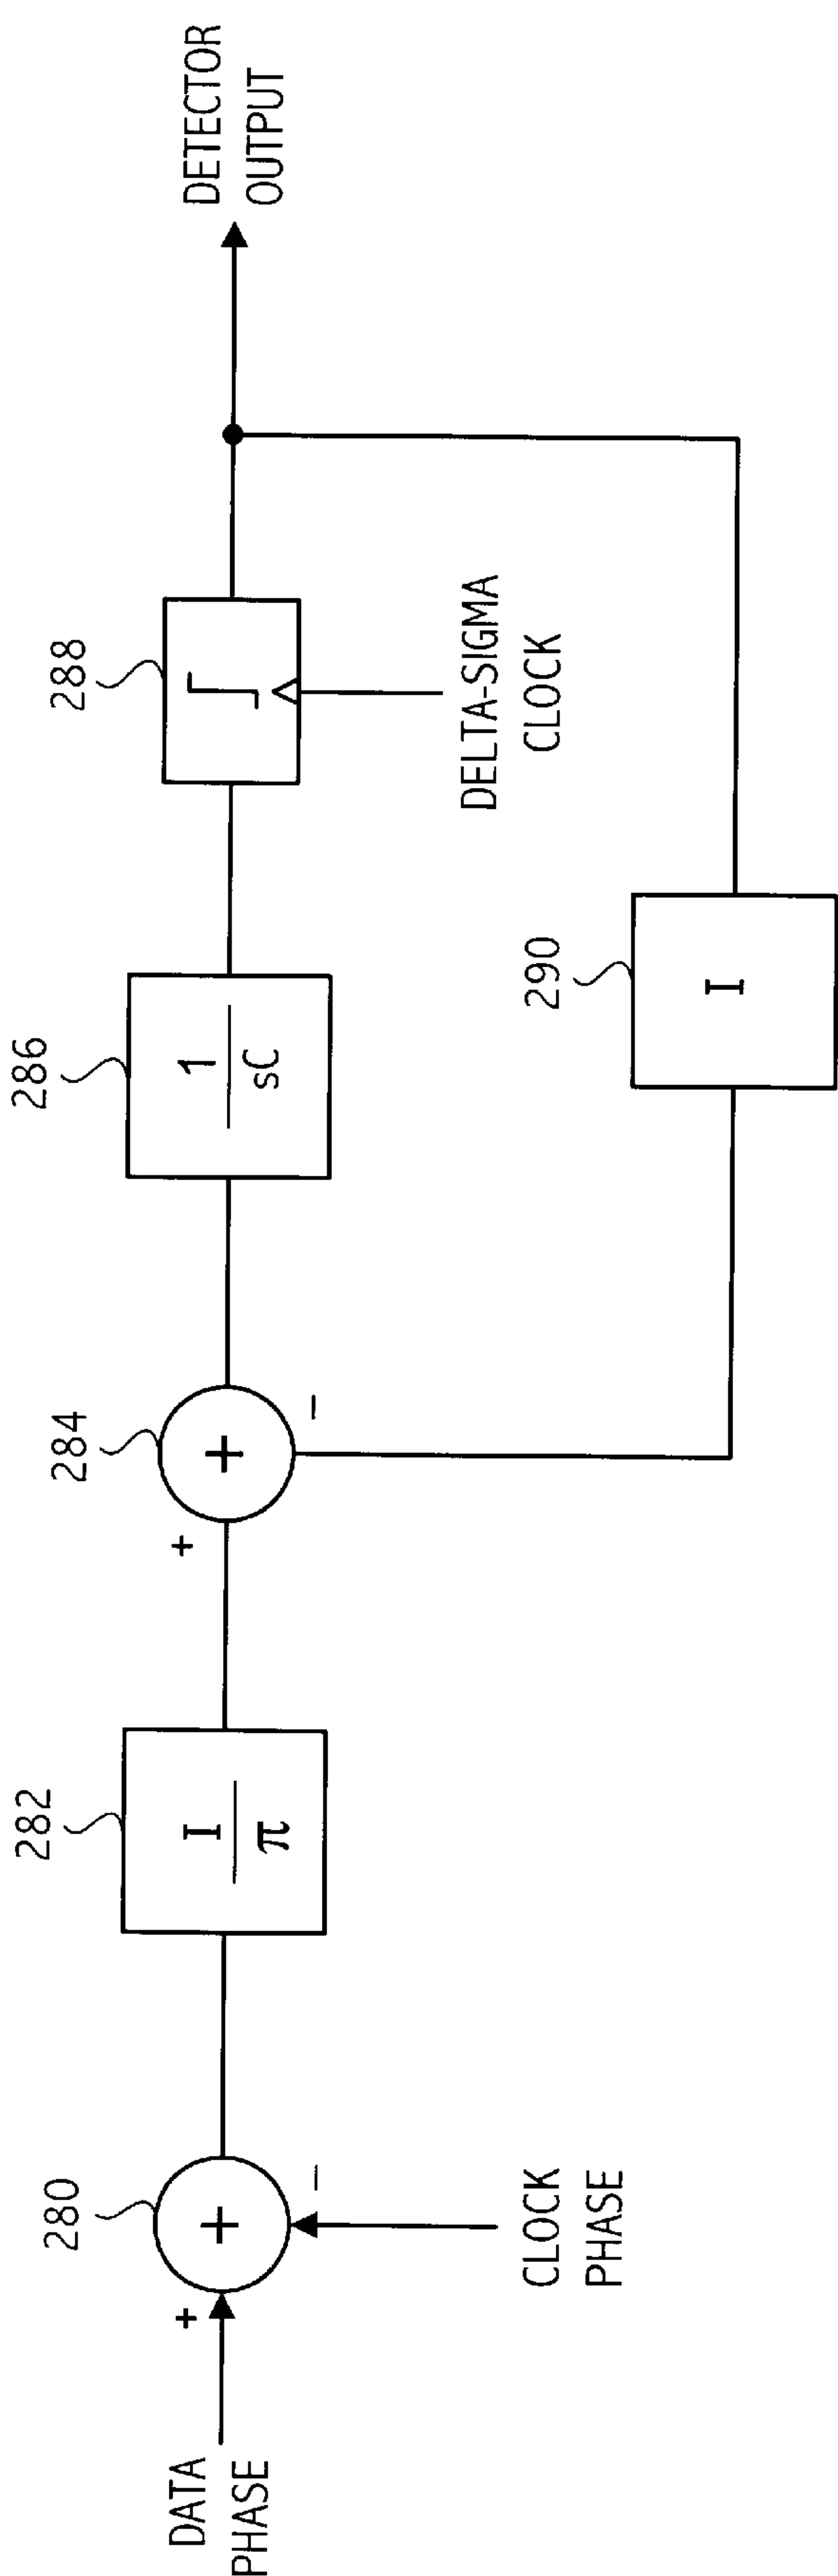 DATA
PHASE
+
280
+
−
CLOCK
PHASE
282
I
π
+
284
+
−
286
1
sC
288
DELTA-SIGMA
CLOCK
290
I
DETECTOR
OUTPUT